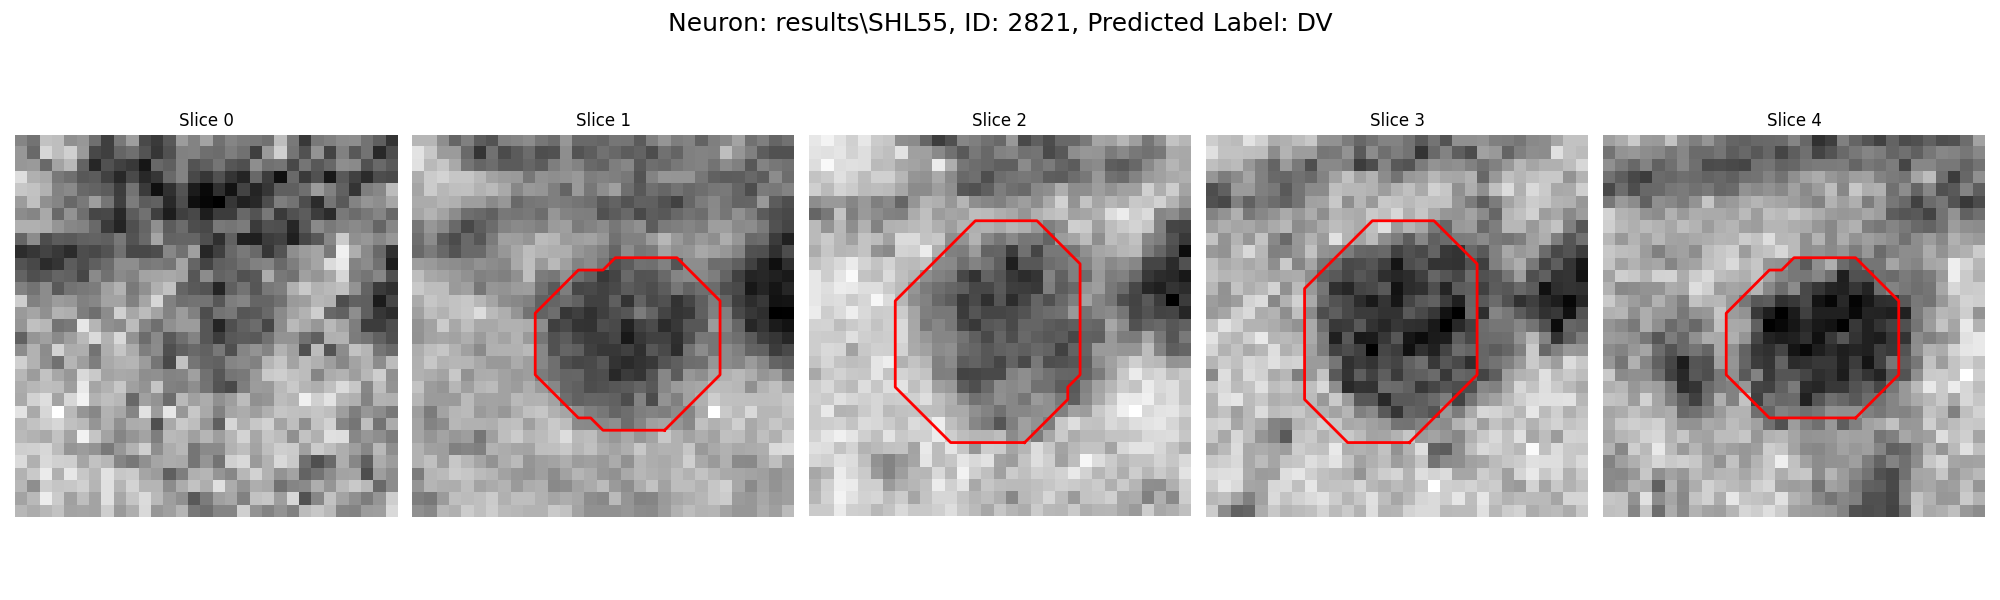 Neuron: results\SHL55, ID: 2821, Predicted Label: DV
Slice 0
Slice 1
Slice 2
Slice 3
Slice 4